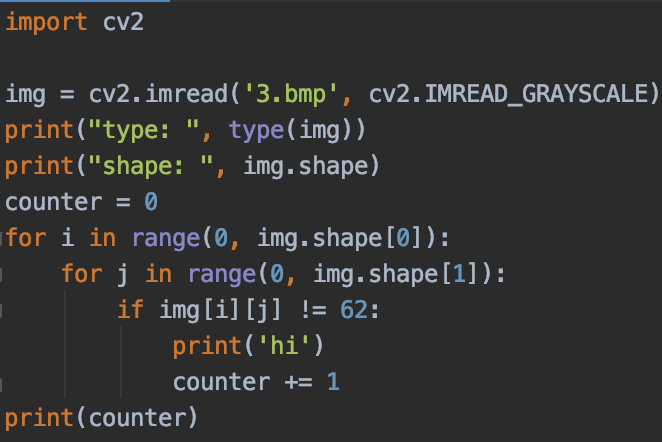 import cv2
img = cv2.imread('3.bmp', cv2.IMREAD_GRAYSCALE)
print("type: ", type(img))
print("shape: ", img.shape)
counter = 0
for i in range(0, img.shape[0]):
    for j in range(0, img.shape[1]):
        if img[i][j] != 62:
            print('hi')
            counter += 1
print(counter)